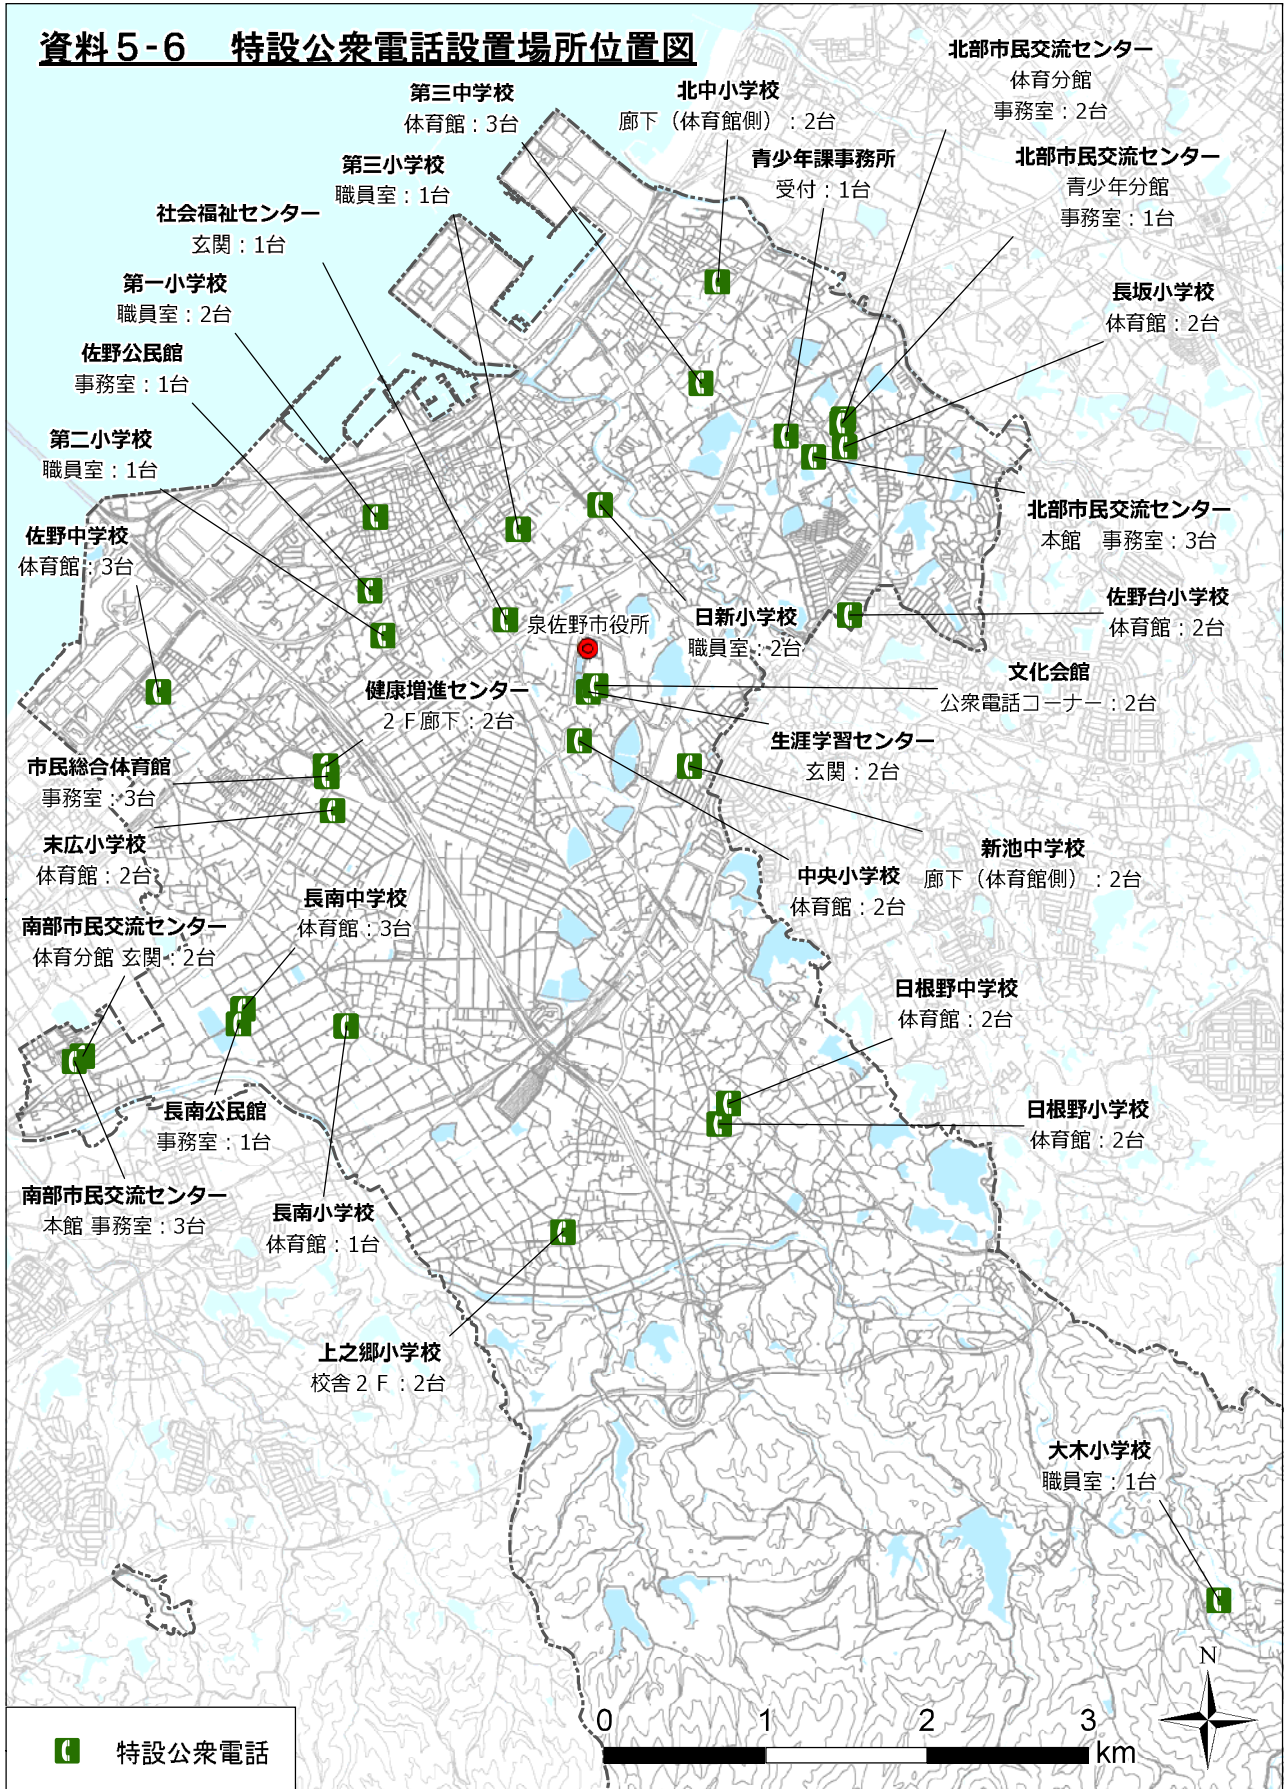 資料5-6　特設公衆電話設置場所位置図
北部市民交流センター
体育分館
事務室：2台
第三中学校
体育館：3台
北中小学校
廊下（体育館側）：2台
青少年課事務所
受付：1台
北部市民交流センター
青少年分館
事務室：1台
第三小学校
職員室：1台
社会福祉センター
玄関：1台
第一小学校
職員室：2台
長坂小学校
体育館：2台
佐野公民館
事務室：1台
第二小学校
職員室：1台
佐野中学校
体育館：3台
北部市民交流センター
本館　事務室：3台
佐野台小学校
体育館：2台
日新小学校
職員室：2台
泉佐野市役所
文化会館
公衆電話コーナー：2台
健康増進センター
２Ｆ廊下：2台
生涯学習センター
玄関：2台
市民総合体育館
事務室：3台
末広小学校
体育館：2台
新池中学校
廊下（体育館側）：2台
中央小学校
体育館：2台
長南中学校
体育館：3台
南部市民交流センター
体育分館 玄関：2台
日根野中学校
体育館：2台
長南公民館
事務室：1台
日根野小学校
体育館：2台
南部市民交流センター
本館 事務室：3台
長南小学校
体育館：1台
上之郷小学校
校舎２Ｆ：2台
大木小学校
職員室：1台
N
0 1 2 3
km
特設公衆電話